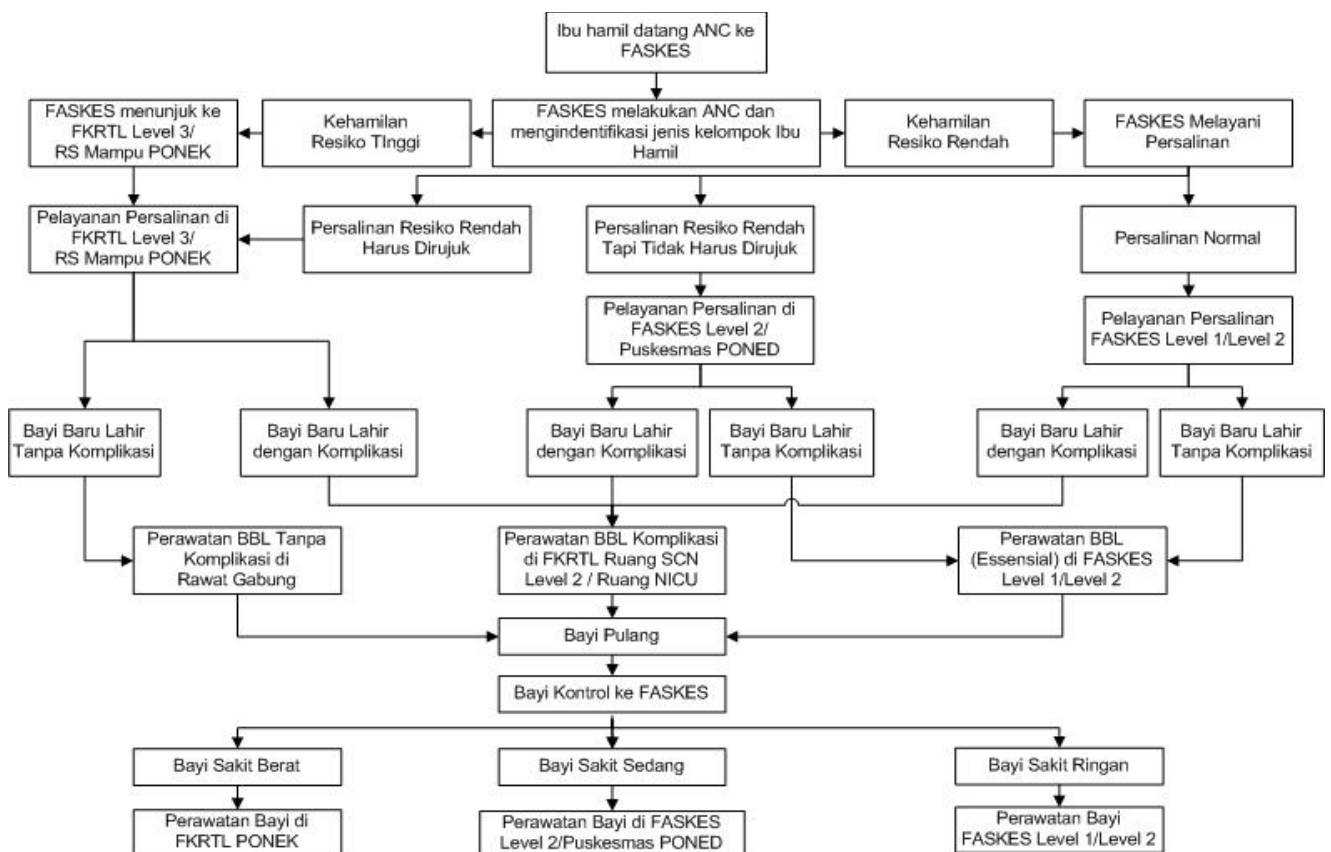 Ibu hamil datang ANC ke
FASKES
FASKES menunjuk ke
FKRTL Level 3/
RS Mampu PONEK
Kehamilan
Resiko TInggi
FASKES melakukan ANC dan
mengindentifikasi jenis kelompok Ibu
Hamil
Kehamilan
Resiko Rendah
FASKES Melayani
Persalinan
Pelayanan Persalinan di
FKRTL Level 3/
RS Mampu PONEK
Persalinan Resiko Rendah
Harus Dirujuk
Persalinan Resiko Rendah
Tapi Tidak Harus Dirujuk
Persalinan Normal
Pelayanan Persalinan di
FASKES Level 2/
Puskesmas PONED
Pelayanan Persalinan
FASKES Level 1/Level 2
Bayi Baru Lahir
Tanpa Komplikasi
Bayi Baru Lahir
dengan Komplikasi
Bayi Baru Lahir
dengan Komplikasi
Bayi Baru Lahir
Tanpa Komplikasi
Bayi Baru Lahir
dengan Komplikasi
Bayi Baru Lahir
Tanpa Komplikasi
Perawatan BBL Tanpa
Komplikasi di
Rawat Gabung
Perawatan BBL Komplikasi
di FKRTL Ruang SCN
Level 2 / Ruang NICU
Perawatan BBL
(Essensial) di FASKES
Level 1/Level 2
Bayi Pulang
Bayi Kontrol ke FASKES
Bayi Sakit Berat
Bayi Sakit Sedang
Bayi Sakit Ringan
Perawatan Bayi di
FKRTL PONEK
Perawatan Bayi di FASKES
Level 2/Puskesmas PONED
Perawatan Bayi
FASKES Level 1/Level 2